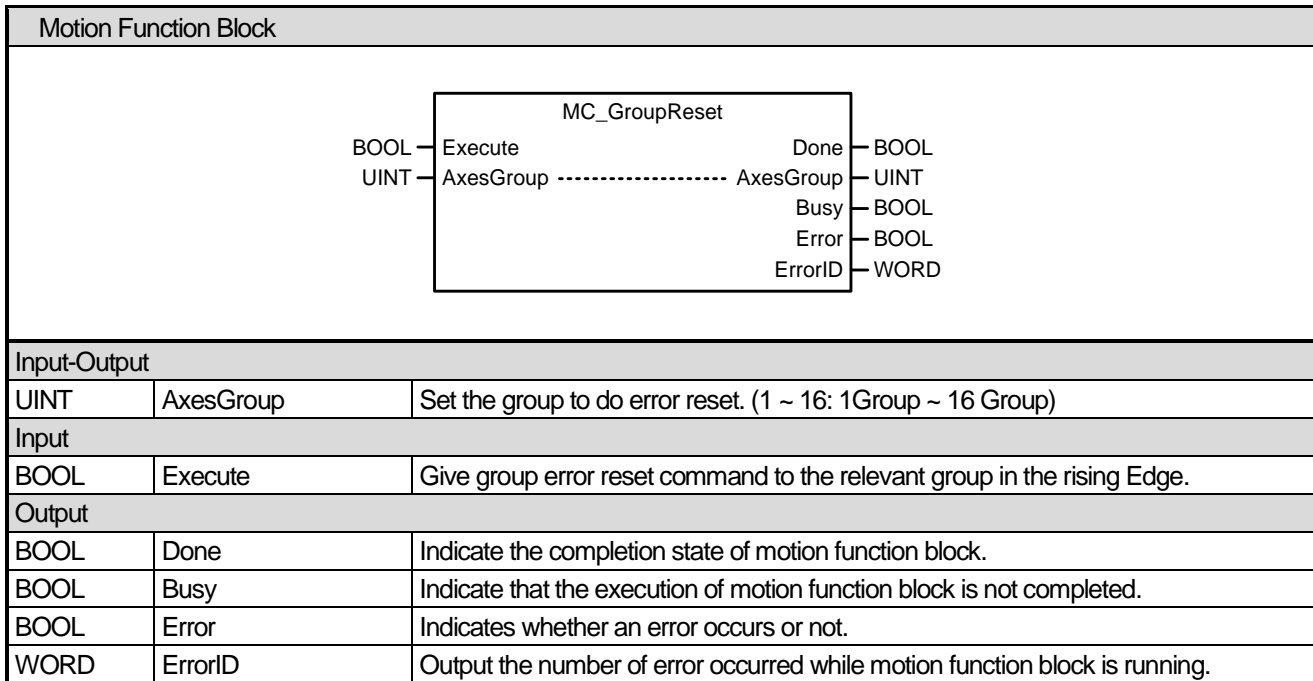 Motion Function Block
MC_GroupReset
BOOL Execute Done BOOL
UINT AxesGroup AxesGroup UINT
Busy BOOL
Error BOOL
ErrorID WORD
Input-Output
UINT AxesGroup Set the group to do error reset. (1 ~ 16: 1Group ~ 16 Group)
Input
BOOL Execute Give group error reset command to the relevant group in the rising Edge.
Output
BOOL Done Indicate the completion state of motion function block.
BOOL Busy Indicate that the execution of motion function block is not completed.
BOOL Error Indicates whether an error occurs or not.
WORD ErrorID Output the number of error occurred while motion function block is running.